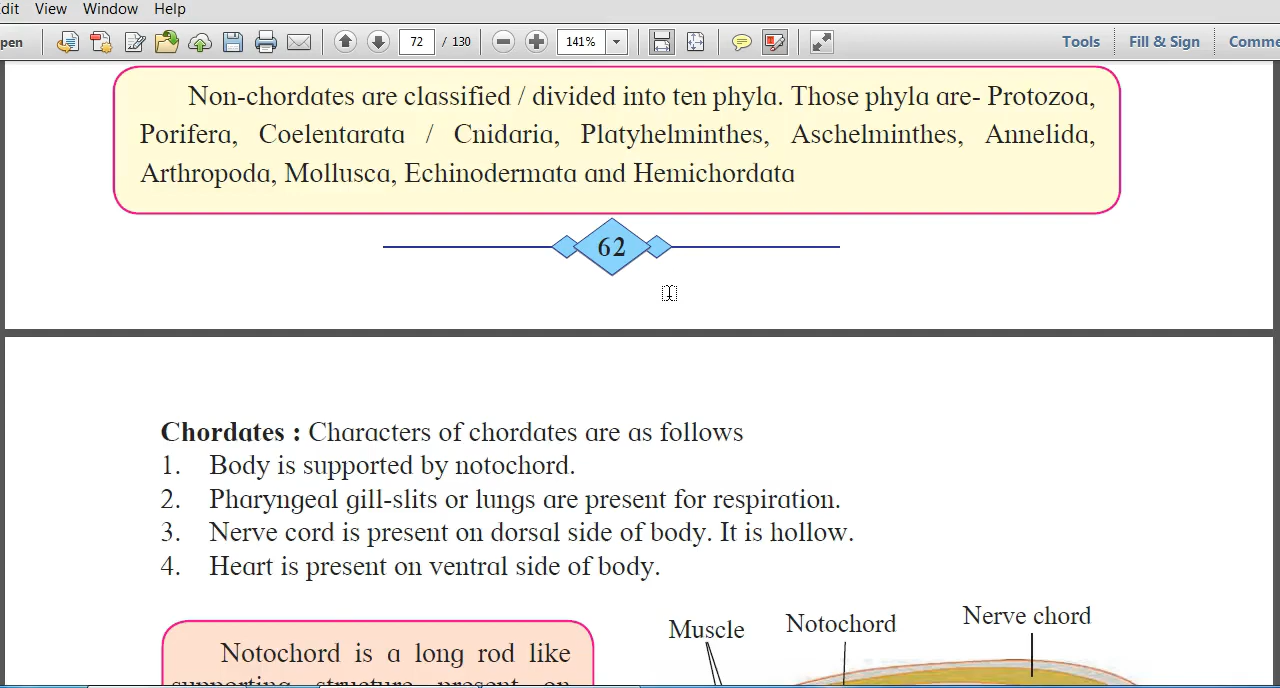 dit View Window Help
pen 72 / 130 141% Tools Fill & Sign Comme
Non-chordates are classified / divided into ten phyla. Those phyla are- Protozoa,
Porifera, Coelentarata / Cnidaria, Platyhelminthes, Aschelminthes, Annelida,
Arthropoda, Mollusca, Echinodermata and Hemichordata
62
Chordates : Characters of chordates are as follows
1. Body is supported by notochord.
2. Pharyngeal gill-slits or lungs are present for respiration.
3. Nerve cord is present on dorsal side of body. It is hollow.
4. Heart is present on ventral side of body.
Notochord is a long rod like
supporting structure present on
Muscle Notochord Nerve chord